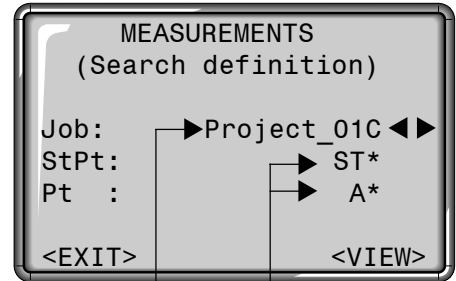 MEASUREMENTS
(Search definition)
Job: Project_01C ◀ ▶
StPt: ST*
Pt : A*
<EXIT> <VIEW>